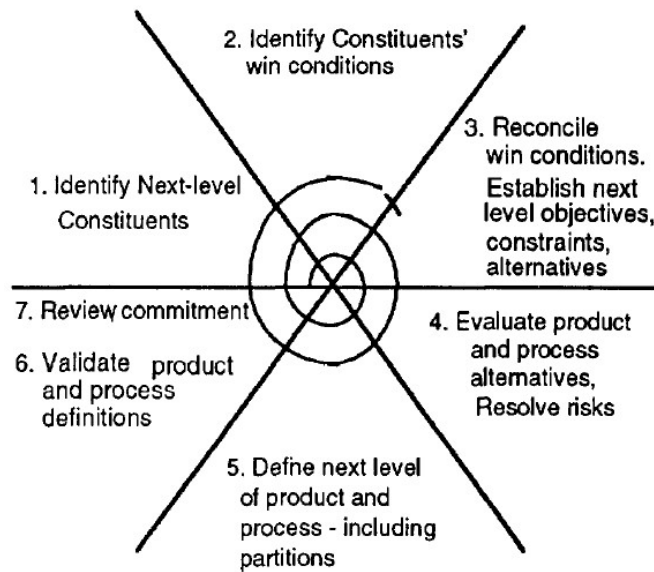 2. Identify Constituents'
win conditions
3. Reconcile
win conditions.
Establish next
level objectives,
constraints,
alternatives
1. Identify Next-level
Constituents
7. Review commitment
4. Evaluate product
and process
alternatives,
Resolve risks
6. Validate product
and process
definitions
5. Define next level
of product and
process - including
partitions